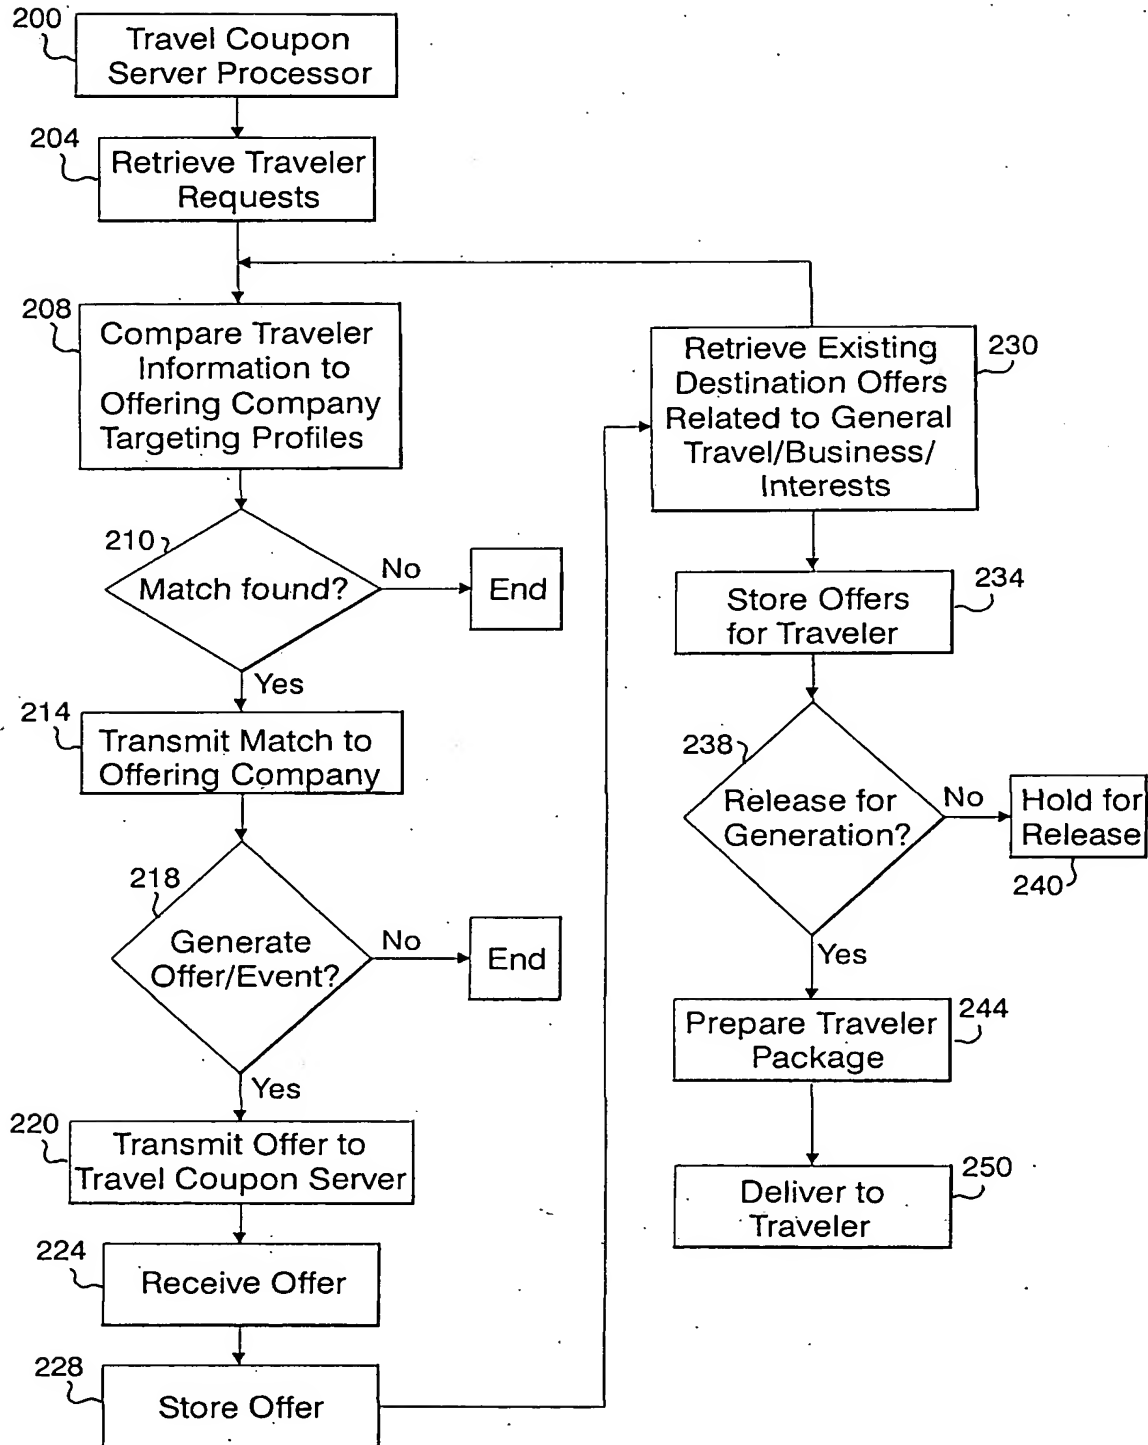 200
Travel Coupon
Server Processor
204
Retrieve Traveler
Requests
208
Compare Traveler
Information to
Offering Company
Targeting Profiles
210
Match found?
No
End
Yes
214
Transmit Match to
Offering Company
218
Generate
Offer/Event?
No
End
Yes
220
Transmit Offer to
Travel Coupon Server
224
Receive Offer
228
Store Offer
Retrieve Existing
Destination Offers
Related to General
Travel/Business/
Interests
230
Store Offers
for Traveler
234
238
Release for
Generation?
No
Hold for
Release
240
Yes
Prepare Traveler
Package
244
Deliver to
Traveler
250